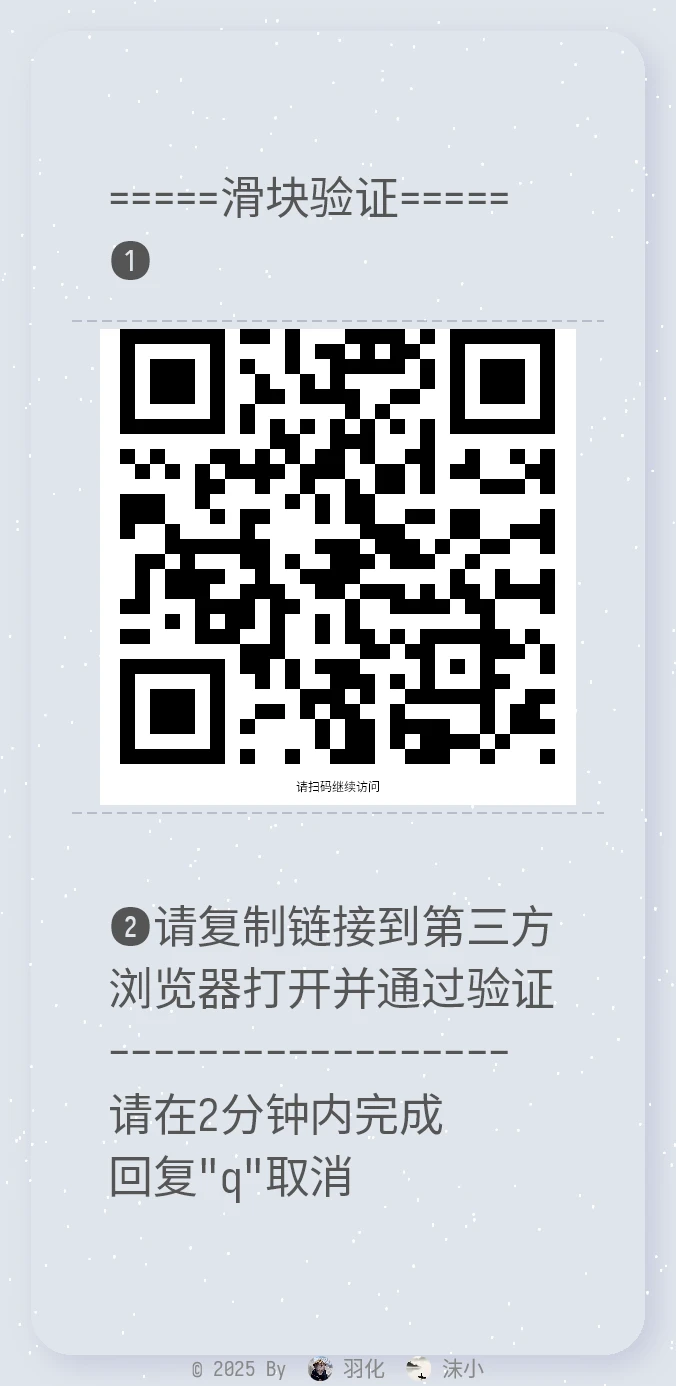 =====滑块验证=====
❶
请扫码继续访问
❷请复制链接到第三方
浏览器打开并通过验证
------------------
请在2分钟内完成
回复"q"取消
© 2025 By 羽化 沫小